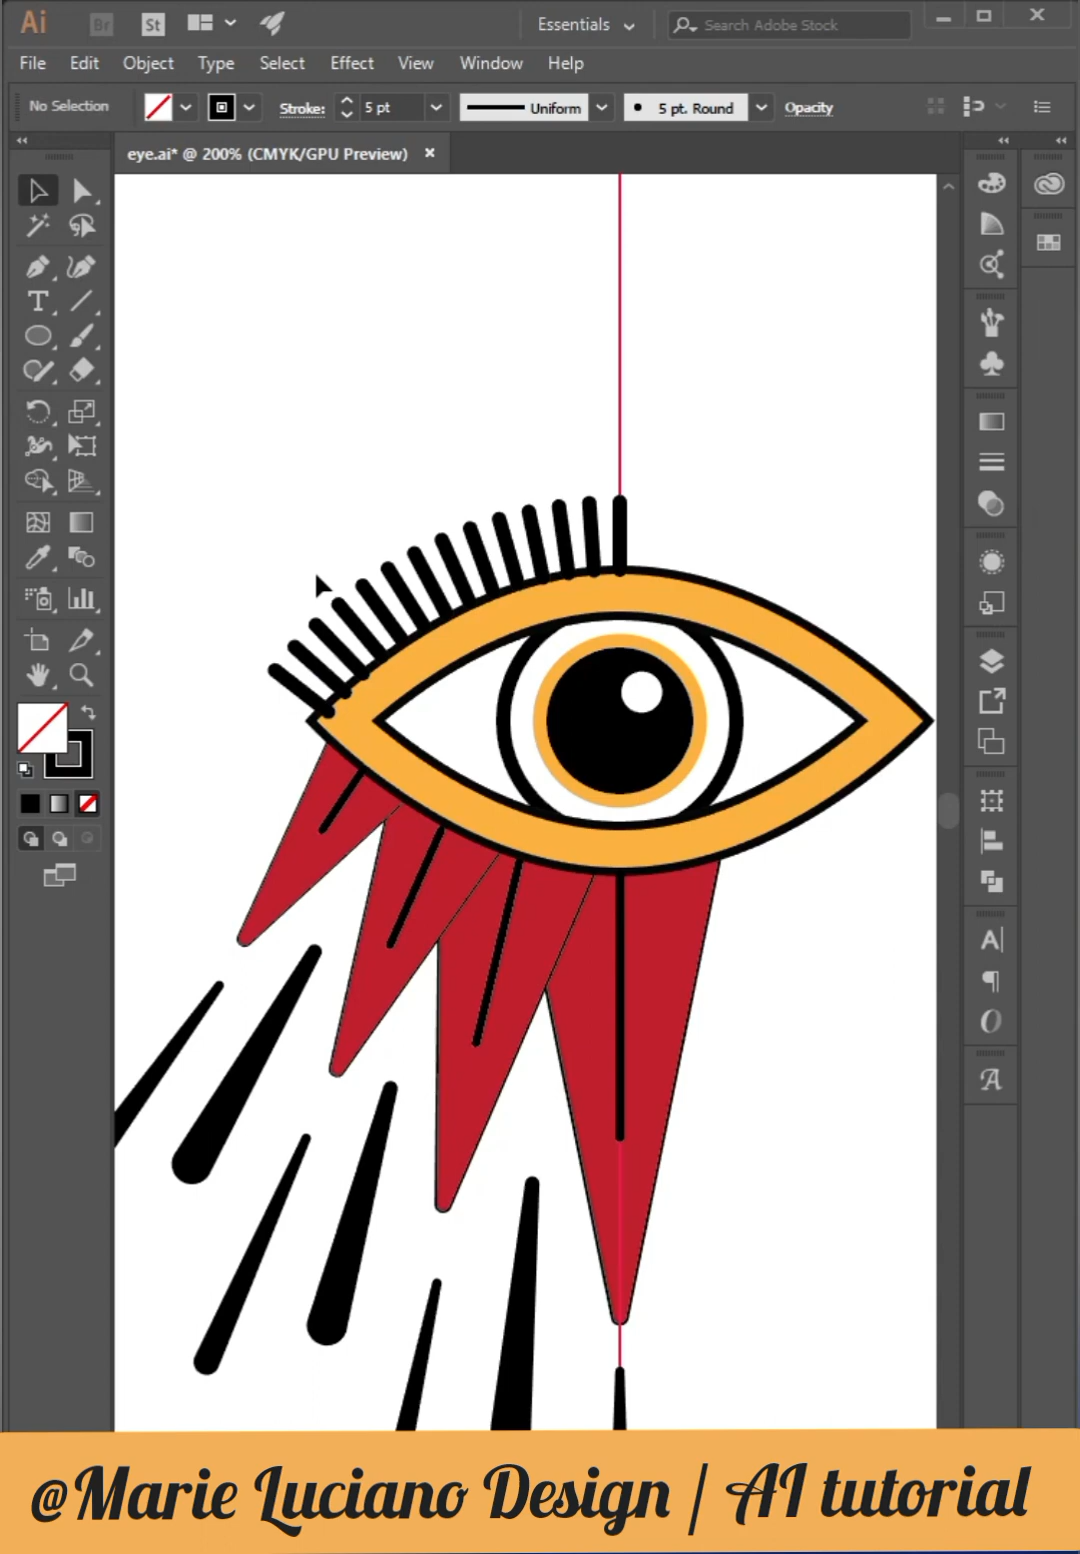 Ai Br St Essentials Search Adobe Stock
File Edit Object Type Select Effect View Window Help
No Selection Stroke: 5 pt Uniform 5 pt. Round Opacity
eye.ai* @ 200% (CMYK/GPU Preview)
@Marie Luciano Design / AI tutorial